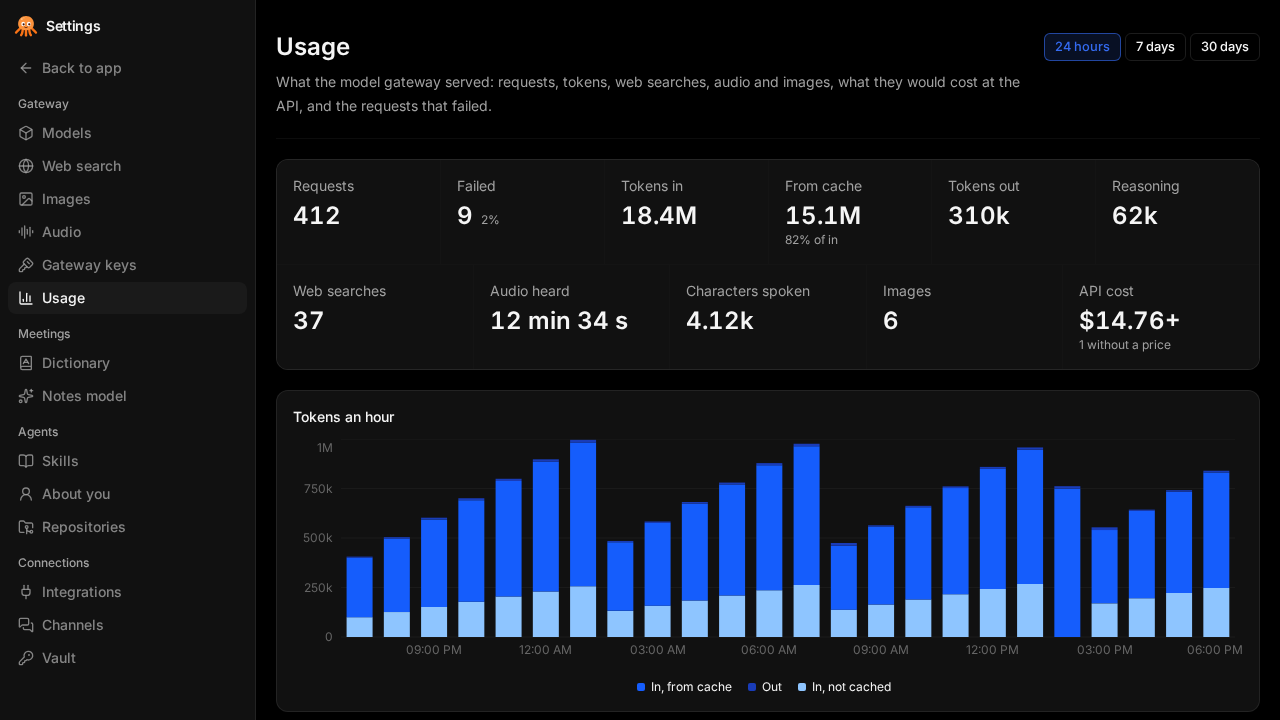 Settings
Back to app
Gateway
Models
Web search
Images
Audio
Gateway keys
Usage
Meetings
Dictionary
Notes model
Agents
Skills
About you
Repositories
Connections
Integrations
Channels
Vault
Usage
24 hours 7 days 30 days
What the model gateway served: requests, tokens, web searches, audio and images, what they would cost at the
API, and the requests that failed.
Requests Failed Tokens in From cache Tokens out Reasoning
412 9 2% 18.4M 15.1M 310k 62k
82% of in
Web searches Audio heard Characters spoken Images API cost
37 12 min 34 s 4.12k 6 $14.76+
1 without a price
Tokens an hour
1M
750k
500k
250k
0
09:00 PM 12:00 AM 03:00 AM 06:00 AM 09:00 AM 12:00 PM 03:00 PM 06:00 PM
In, from cache Out In, not cached